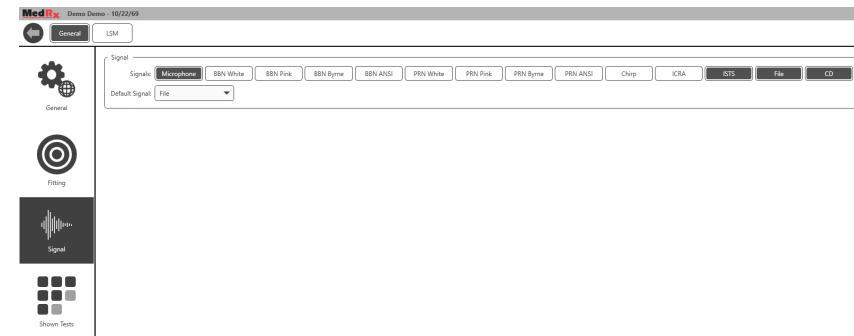 MedRx Demo Demo - 10/22/69
General LSM
Signal
Signals: Microphone BBN White BBN Pink BBN Byrne BBN ANSI PRN White PRN Pink PRN Byrne PRN ANSI Chirp ICRA ISTS File CD
Default Signal: File
General
Fitting
Signal
Shown Tests